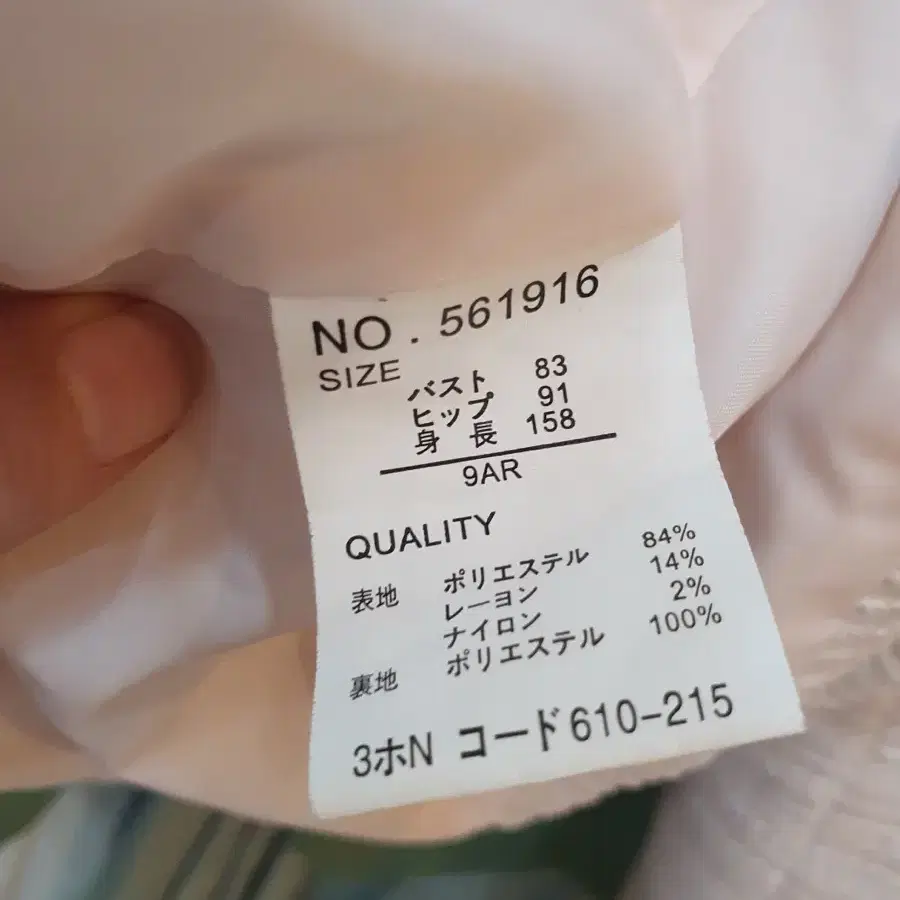 NO. 561916
SIZE
バスト 83
ヒップ 91
身長 158
9AR
QUALITY
表地 ポリエステル 84%
レーヨン 14%
ナイロン 2%
裏地 ポリエステル 100%
3ホN コード610-215